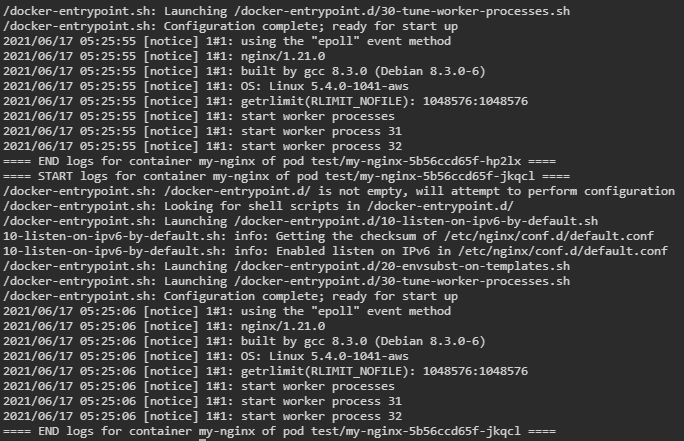 /docker-entrypoint.sh: Launching /docker-entrypoint.d/30-tune-worker-processes.sh
/docker-entrypoint.sh: Configuration complete; ready for start up
2021/06/17 05:25:55 [notice] 1#1: using the "epoll" event method
2021/06/17 05:25:55 [notice] 1#1: nginx/1.21.0
2021/06/17 05:25:55 [notice] 1#1: built by gcc 8.3.0 (Debian 8.3.0-6)
2021/06/17 05:25:55 [notice] 1#1: OS: Linux 5.4.0-1041-aws
2021/06/17 05:25:55 [notice] 1#1: getrlimit(RLIMIT_NOFILE): 1048576:1048576
2021/06/17 05:25:55 [notice] 1#1: start worker processes
2021/06/17 05:25:55 [notice] 1#1: start worker process 31
2021/06/17 05:25:55 [notice] 1#1: start worker process 32
==== END logs for container my-nginx of pod test/my-nginx-5b56ccd65f-hp2lx ====
==== START logs for container my-nginx of pod test/my-nginx-5b56ccd65f-jkqcl ====
/docker-entrypoint.sh: /docker-entrypoint.d/ is not empty, will attempt to perform configuration
/docker-entrypoint.sh: Looking for shell scripts in /docker-entrypoint.d/
/docker-entrypoint.sh: Launching /docker-entrypoint.d/10-listen-on-ipv6-by-default.sh
10-listen-on-ipv6-by-default.sh: info: Getting the checksum of /etc/nginx/conf.d/default.conf
10-listen-on-ipv6-by-default.sh: info: Enabled listen on IPv6 in /etc/nginx/conf.d/default.conf
/docker-entrypoint.sh: Launching /docker-entrypoint.d/20-envsubst-on-templates.sh
/docker-entrypoint.sh: Launching /docker-entrypoint.d/30-tune-worker-processes.sh
/docker-entrypoint.sh: Configuration complete; ready for start up
2021/06/17 05:25:06 [notice] 1#1: using the "epoll" event method
2021/06/17 05:25:06 [notice] 1#1: nginx/1.21.0
2021/06/17 05:25:06 [notice] 1#1: built by gcc 8.3.0 (Debian 8.3.0-6)
2021/06/17 05:25:06 [notice] 1#1: OS: Linux 5.4.0-1041-aws
2021/06/17 05:25:06 [notice] 1#1: getrlimit(RLIMIT_NOFILE): 1048576:1048576
2021/06/17 05:25:06 [notice] 1#1: start worker processes
2021/06/17 05:25:06 [notice] 1#1: start worker process 31
2021/06/17 05:25:06 [notice] 1#1: start worker process 32
==== END logs for container my-nginx of pod test/my-nginx-5b56ccd65f-jkqcl ====